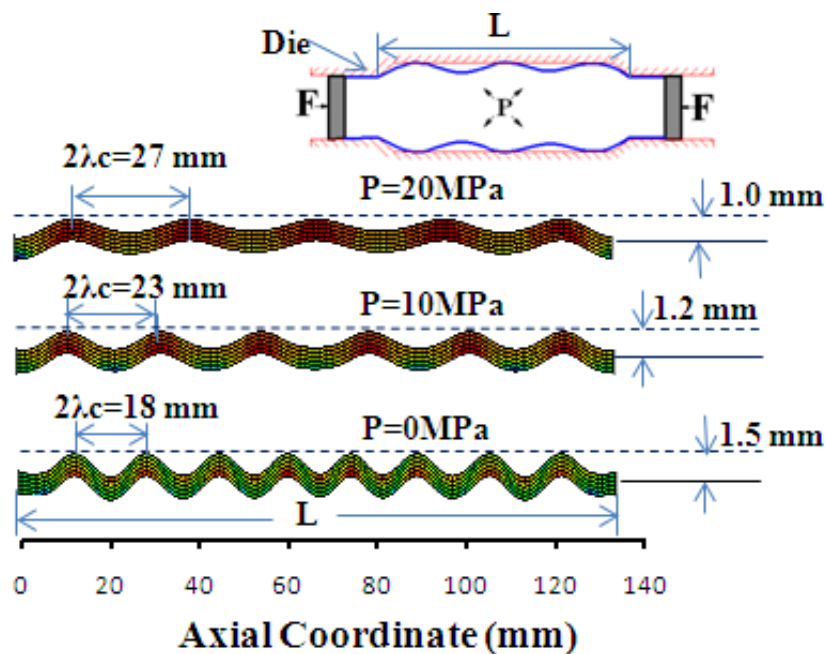 L
Die
F
P
F
2λc=27 mm
P=20MPa
1.0 mm
2λc=23 mm
P=10MPa
1.2 mm
2λc=18 mm
P=0MPa
1.5 mm
L
0 20 40 60 80 100 120 140
Axial Coordinate (mm)